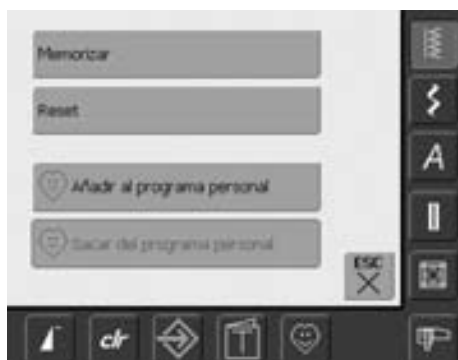 Memorizar
Reset
Añadir al programa personal
Sacar del programa personal
ESC
A
clr